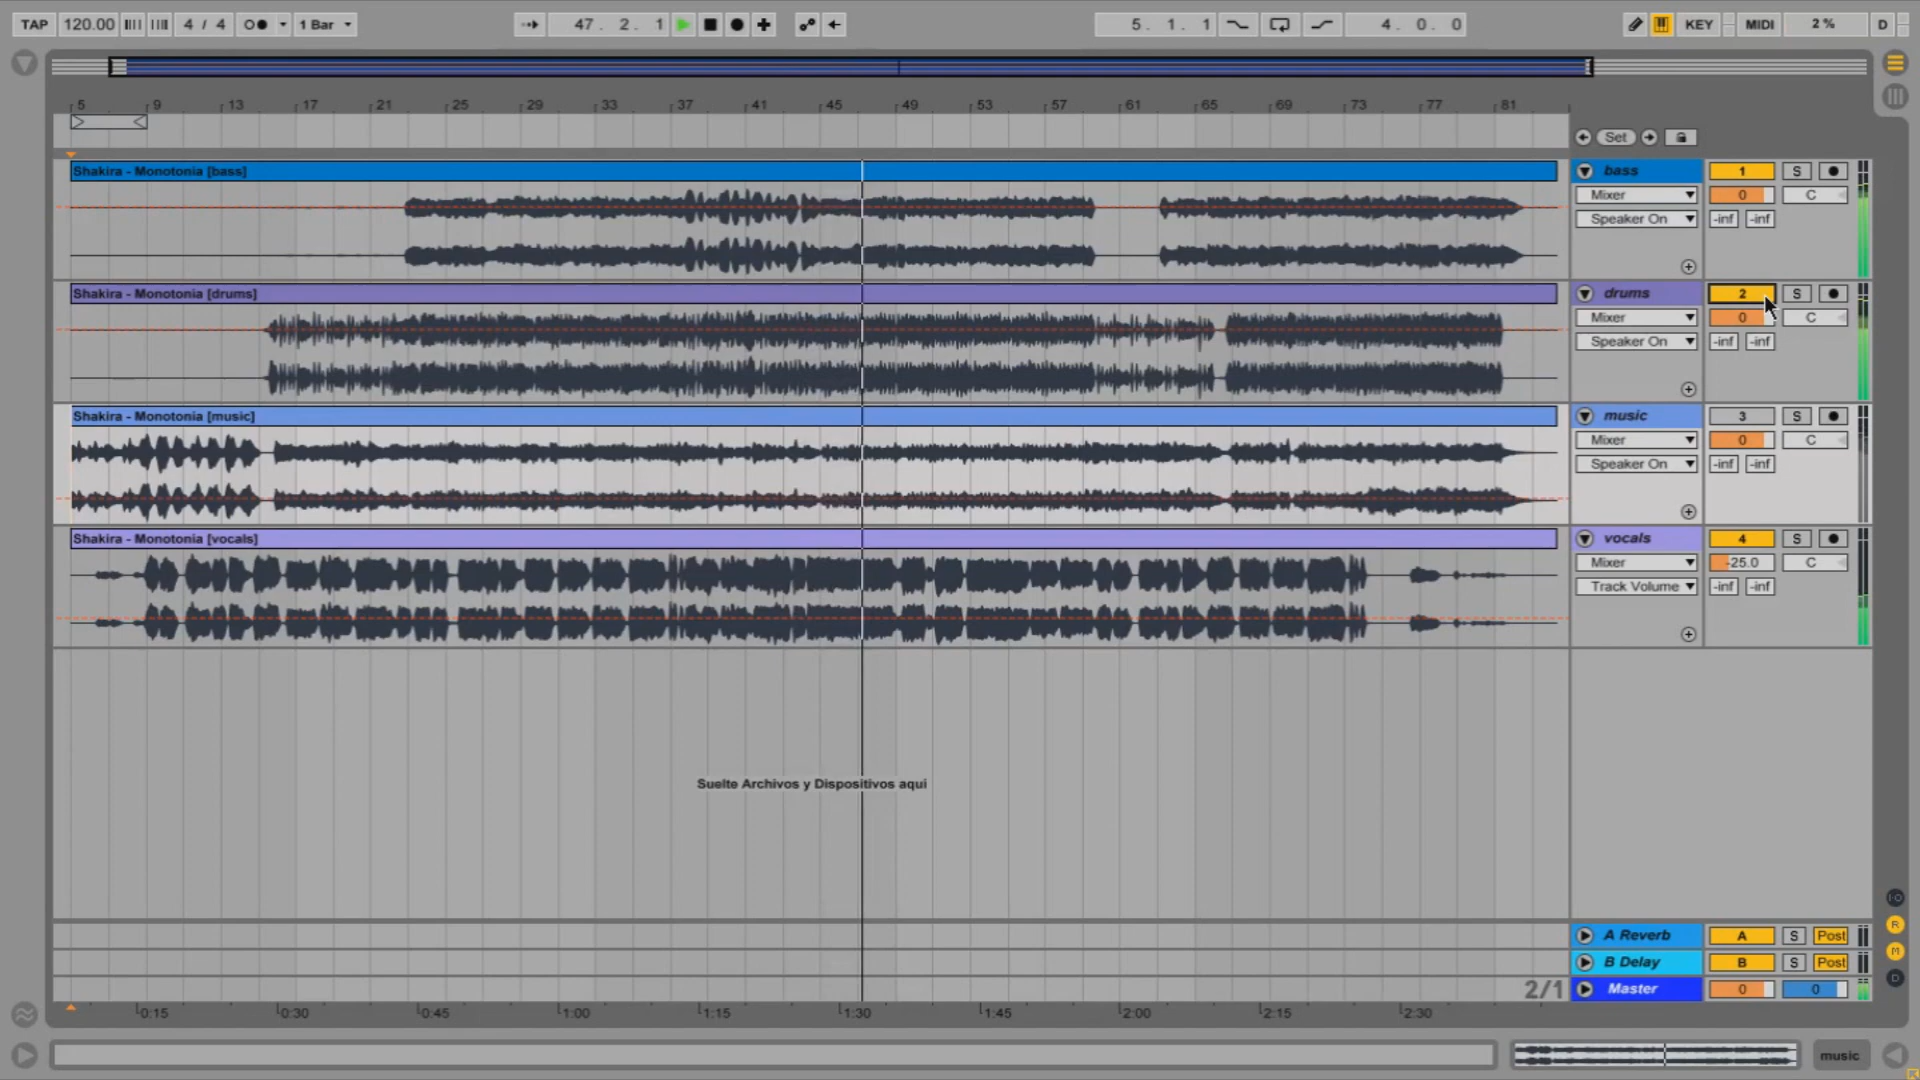 TAP 120.00 4 / 4 1 Bar 47. 2. 1 5. 1. 1 4. 0. 0 KEY MIDI 2 % D
5 9 13 17 21 25 29 33 37 41 45 49 53 57 61 65 69 73 77 81
Set
Shakira - Monotonia [bass] bass 1 S
Mixer 0 C
Speaker On -inf -inf
Shakira - Monotonia [drums] drums 2 S
Mixer 0 C
Speaker On -inf -inf
Shakira - Monotonia [music] music 3 S
Mixer 0 C
Speaker On -inf -inf
Shakira - Monotonia [vocals] vocals 4 S
Mixer -25.0 C
Track Volume -inf -inf
Suelte Archivos y Dispositivos aquí
I·O
R
M
D
A Reverb A S Post
B Delay B S Post
2/1 Master 0 0
0:15 0:30 0:45 1:00 1:15 1:30 1:45 2:00 2:15 2:30
music